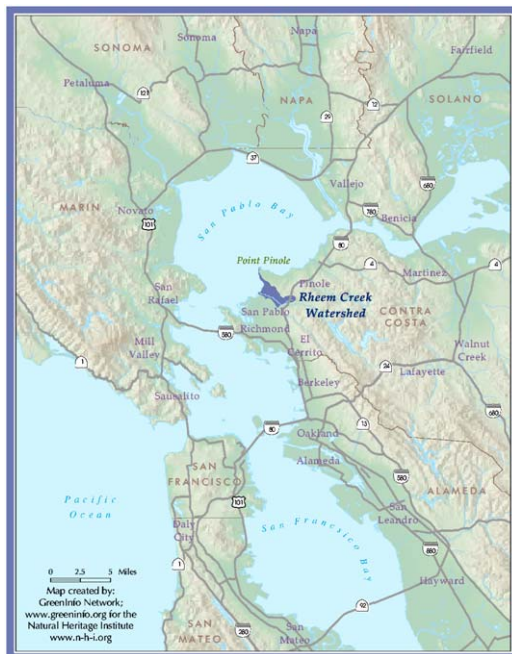 SONOMA
Sonoma
Napa
Fairfield
Petaluma
121
NAPA
12
SOLANO
29
37
Vallejo
680
MARIN
Novato
101
San Pablo Bay
780
Benicia
80
Point Pinole
4
Martinez
4
San
Rafael
Pinole
Rheem Creek
Watershed
San Pablo
CONTRA
COSTA
580
Richmond
Mill
Valley
El
Cerrito
Walnut
Creek
1
24
Lafayette
Berkeley
Sausalito
680
80
13
Oakland
Alameda
SAN
FRANCISCO
580
ALAMEDA
101
Pacific
Ocean
San Francisco Bay
San
Leandro
Daly
City
880
1
Hayward
0 2.5 5 Miles
Map created by:
GreenInfo Network;
www.greeninfo.org for the
Natural Heritage Institute
www.n-h-i.org
92
SAN
MATEO
280
San
Mateo